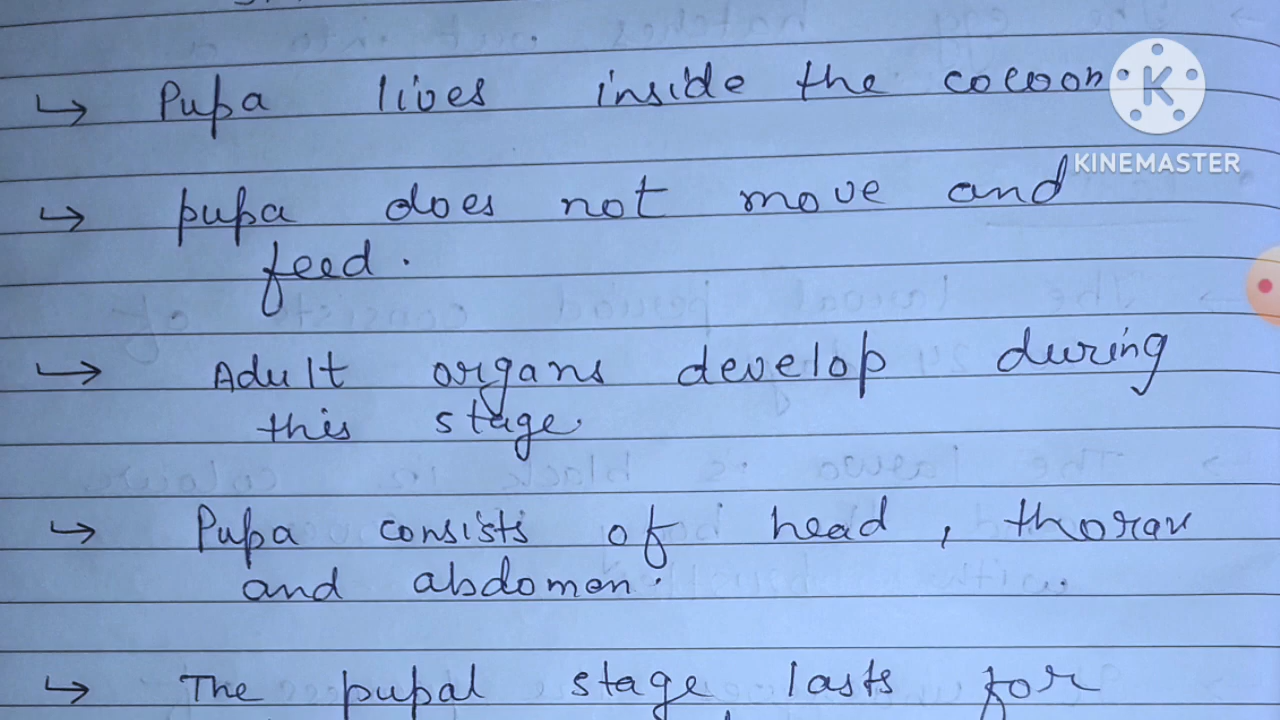 → Pupa lives inside the cocoon.
KINEMASTER
→ pupa does not move and
feed.
→ Adult organs develop during
this stage.
→ Pupa consists of head, thorax
and abdomen.
→ The pupal stage lasts for